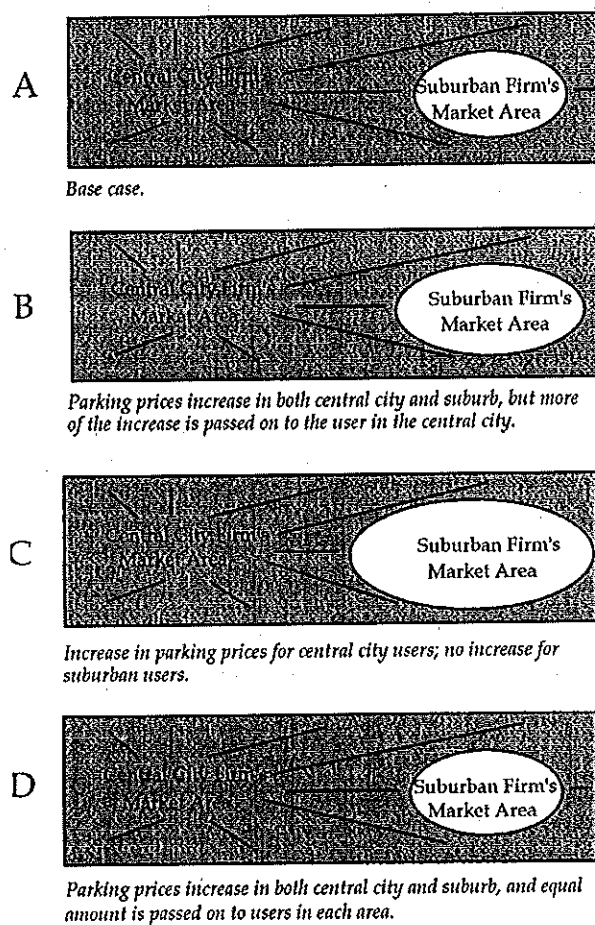 A
Central City Firm's
Market Area
Suburban Firm's
Market Area
Base case.
B
Central City Firm's
Market Area
Suburban Firm's
Market Area
Parking prices increase in both central city and suburb, but more
of the increase is passed on to the user in the central city.
C
Central City Firm's
Market Area
Suburban Firm's
Market Area
Increase in parking prices for central city users; no increase for
suburban users.
D
Central City Firm's
Market Area
Suburban Firm's
Market Area
Parking prices increase in both central city and suburb, and equal
amount is passed on to users in each area.